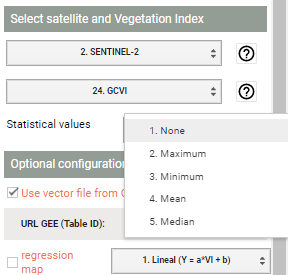 Select satellite and Vegetation Index
2. SENTINEL-2
24. GCVI
Statistical values
1. None
2. Maximum
3. Minimum
4. Mean
5. Median
Optional configuration
Use vector file from
URL GEE (Table ID):
regression
map
1. Lineal (Y = a*VI + b)